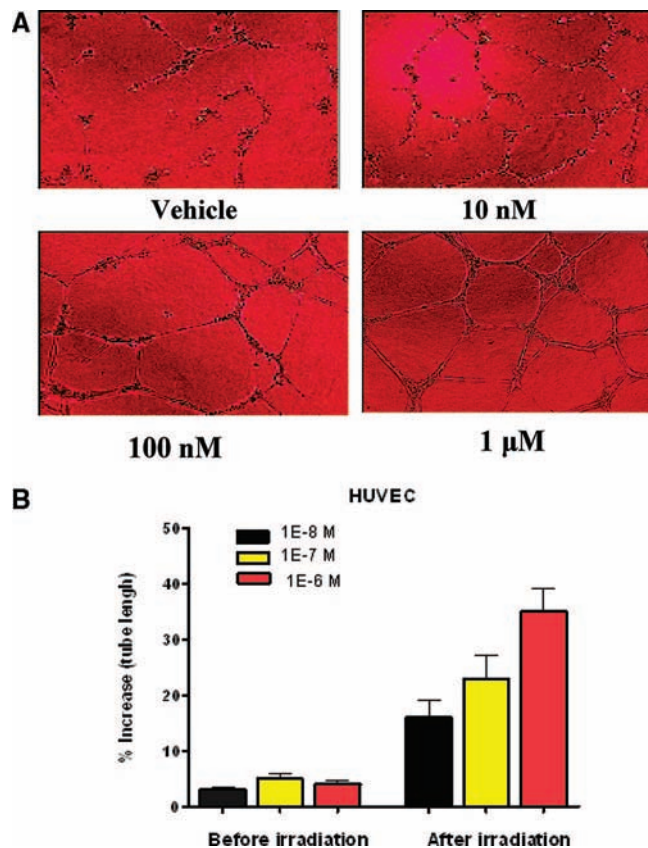 A
Vehicle
10 nM
100 nM
1 µM
B
HUVEC
1E-8 M
1E-7 M
1E-6 M
50
40
30
20
10
0
% Increase (tube lengh)
Before irradiation
After irradiation